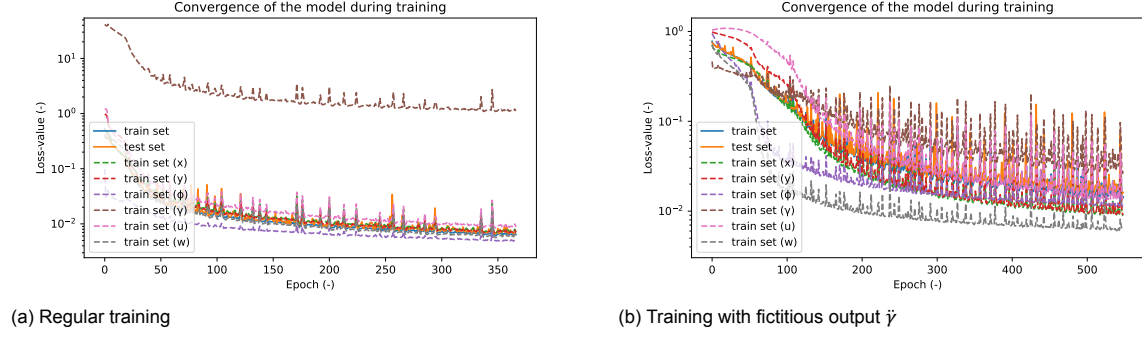 Convergence of the model during training
Loss-value (-)
10¹
10⁰
10⁻¹
10⁻²
train set
test set
train set (x)
train set (y)
train set (ϕ)
train set (γ)
train set (u)
train set (w)
0 50 100 150 200 250 300 350
Epoch (-)
(a) Regular training
Convergence of the model during training
Loss-value (-)
10⁰
10⁻¹
10⁻²
train set
test set
train set (x)
train set (y)
train set (ϕ)
train set (γ)
train set (u)
train set (w)
0 100 200 300 400 500
Epoch (-)
(b) Training with fictitious output γ̈